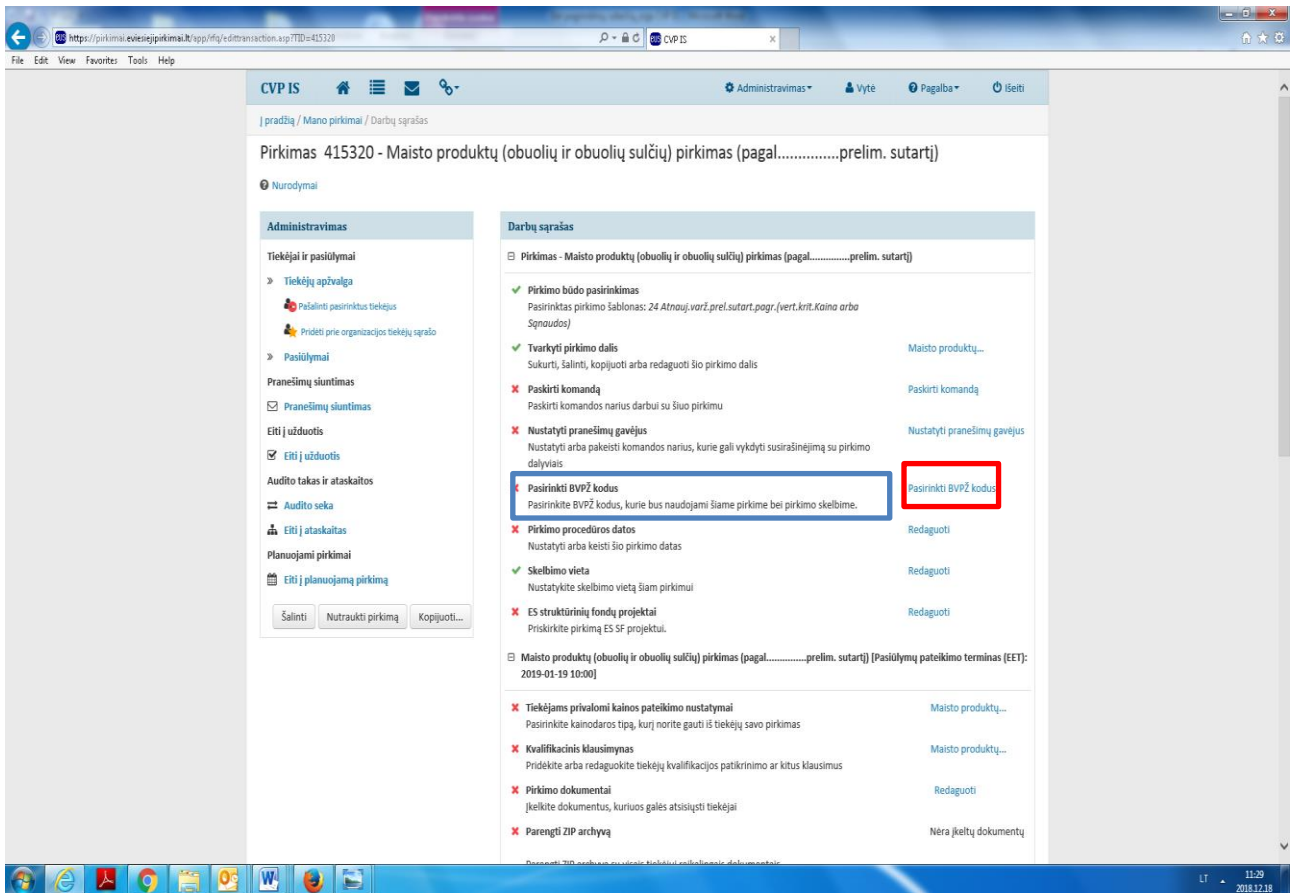 https://pirkimai.eviesiejipirkimai.lt/app/rfq/edittransaction.asp?TID=415320
CVP IS
File Edit View Favorites Tools Help
CVP IS
Administravimas
Vytė
Pagalba
Išeiti
Į pradžią / Mano pirkimai / Darbų sąrašas
Pirkimas 415320 - Maisto produktų (obuolių ir obuolių sulčių) pirkimas (pagal...............prelim. sutartį)
Nurodymai
Administravimas
Tiekėjai ir pasiūlymai
» Tiekėjų apžvalga
Pašalinti pasirinktus tiekėjus
Pridėti prie organizacijos tiekėjų sąrašo
» Pasiūlymai
Pranešimų siuntimas
Pranešimų siuntimas
Eiti į užduotis
Eiti į užduotis
Audito takas ir ataskaitos
Audito seka
Eiti į ataskaitas
Planuojami pirkimai
Eiti į planuojamą pirkimą
Šalinti Nutraukti pirkimą Kopijuoti...
Darbų sąrašas
Pirkimas - Maisto produktų (obuolių ir obuolių sulčių) pirkimas (pagal...............prelim. sutartį)
Pirkimo būdo pasirinkimas
Pasirinktas pirkimo šablonas: 24 Atnauj.varž.prel.sutart.pagr.(vert.krit.Kaina arba
Sąnaudos)
Tvarkyti pirkimo dalis Maisto produktų...
Sukurti, šalinti, kopijuoti arba redaguoti šio pirkimo dalis
Paskirti komandą Paskirti komandą
Paskirti komandos narius darbui su šiuo pirkimu
Nustatyti pranešimų gavėjus Nustatyti pranešimų gavėjus
Nustatyti arba pakeisti komandos narius, kurie gali vykdyti susirašinėjimą su pirkimo
dalyviais
Pasirinkti BVPŽ kodus Pasirinkti BVPŽ kodus
Pasirinkite BVPŽ kodus, kurie bus naudojami šiame pirkime bei pirkimo skelbime.
Pirkimo procedūros datos Redaguoti
Nustatyti arba keisti šio pirkimo datas
Skelbimo vieta Redaguoti
Nustatykite skelbimo vietą šiam pirkimui
ES struktūrinių fondų projektai Redaguoti
Priskirkite pirkimą ES SF projektui.
Maisto produktų (obuolių ir obuolių sulčių) pirkimas (pagal...............prelim. sutartį) [Pasiūlymų pateikimo terminas (EET):
2019-01-19 10:00]
Tiekėjams privalomi kainos pateikimo nustatymai Maisto produktų...
Pasirinkite kainodaros tipą, kurį norite gauti iš tiekėjų savo pirkimas
Kvalifikacinis klausimynas Maisto produktų...
Pridėkite arba redaguokite tiekėjų kvalifikacijos patikrinimo ar kitus klausimus
Pirkimo dokumentai Redaguoti
Įkelkite dokumentus, kuriuos galės atsisiųsti tiekėjai
Parengti ZIP archyvą Nėra įkeltų dokumentų
LT 11:29
2018.12.18